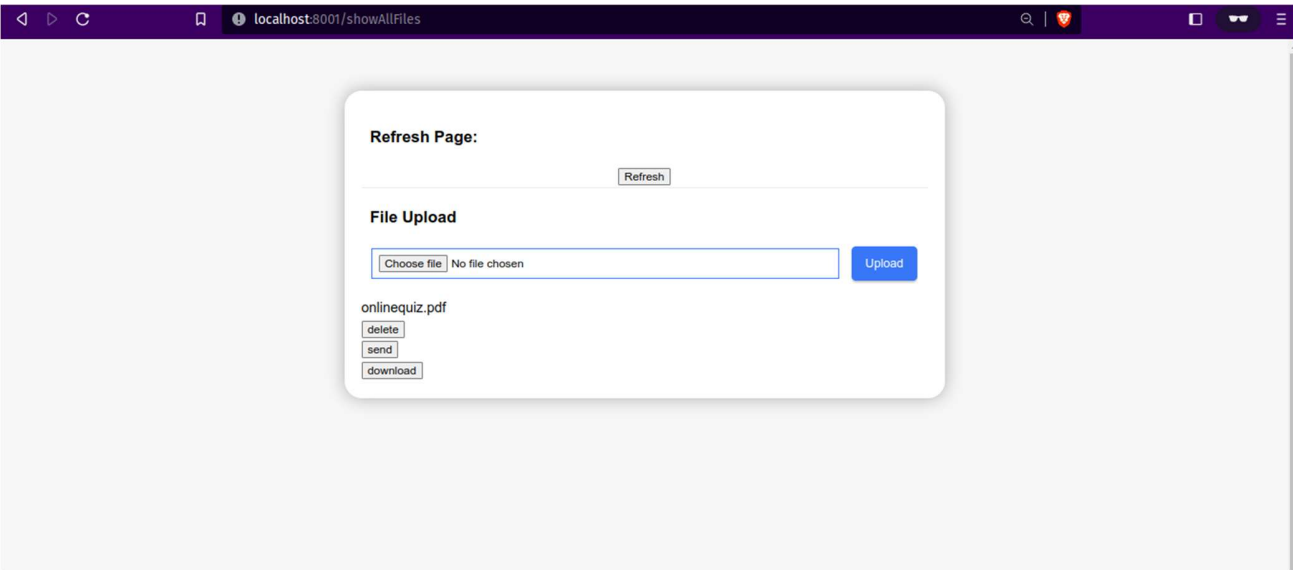 localhost:8001/showAllFiles
Refresh Page:
Refresh
File Upload
Choose file No file chosen
Upload
onlinequiz.pdf
delete
send
download